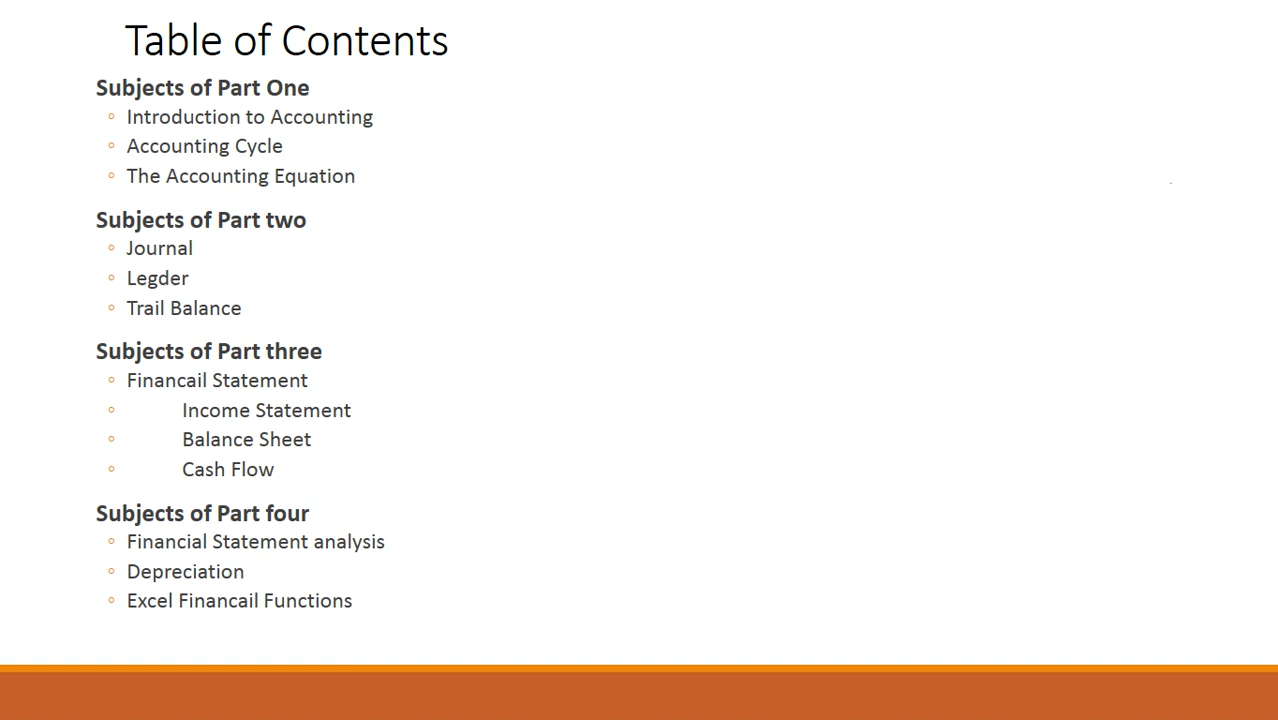 Table of Contents
Subjects of Part One
Introduction to Accounting
Accounting Cycle
The Accounting Equation
Subjects of Part two
Journal
Legder
Trail Balance
Subjects of Part three
Financail Statement
Income Statement
Balance Sheet
Cash Flow
Subjects of Part four
Financial Statement analysis
Depreciation
Excel Financail Functions